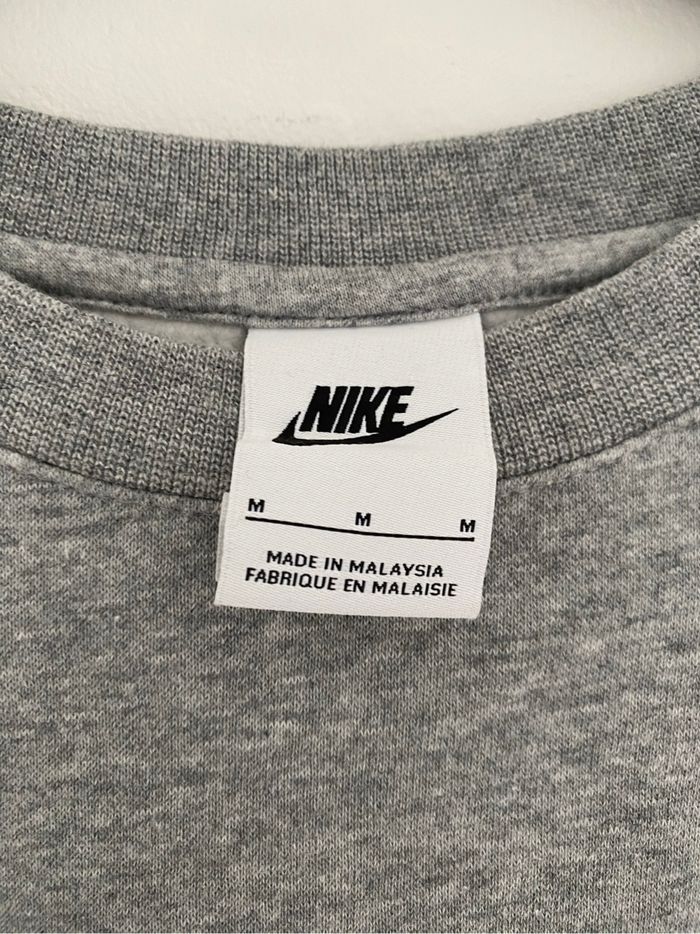 NIKE
M M M
MADE IN MALAYSIA
FABRIQUE EN MALAISIE